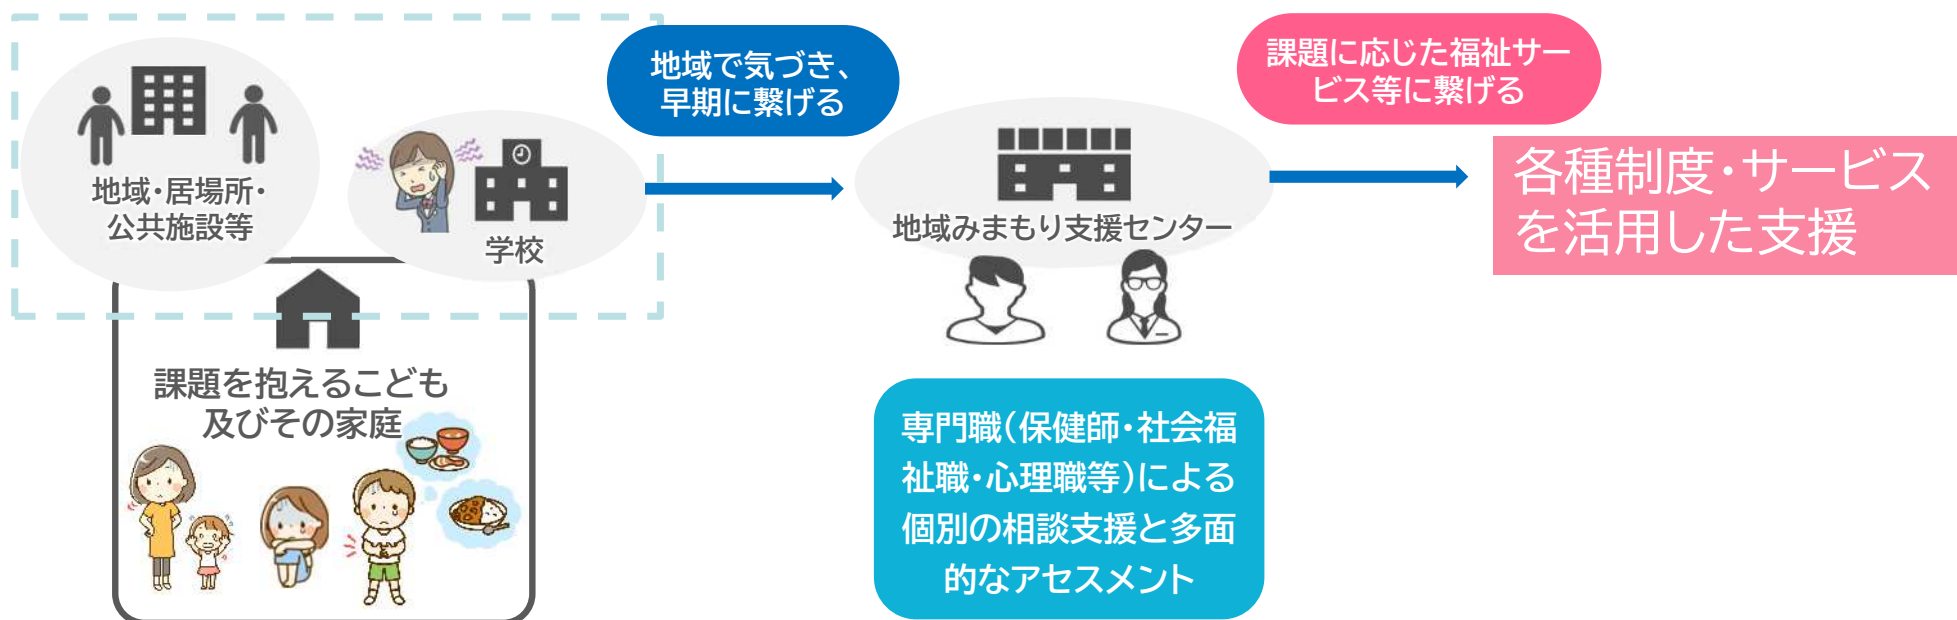 地域・居場所・
公共施設等
学校
課題を抱えるこども
及びその家庭
地域で気づき、
早期に繋げる
地域みまもり支援センター
専門職（保健師・社会福
祉職・心理職等）による
個別の相談支援と多面
的なアセスメント
課題に応じた福祉サー
ビス等に繋げる
各種制度・サービス
を活用した支援